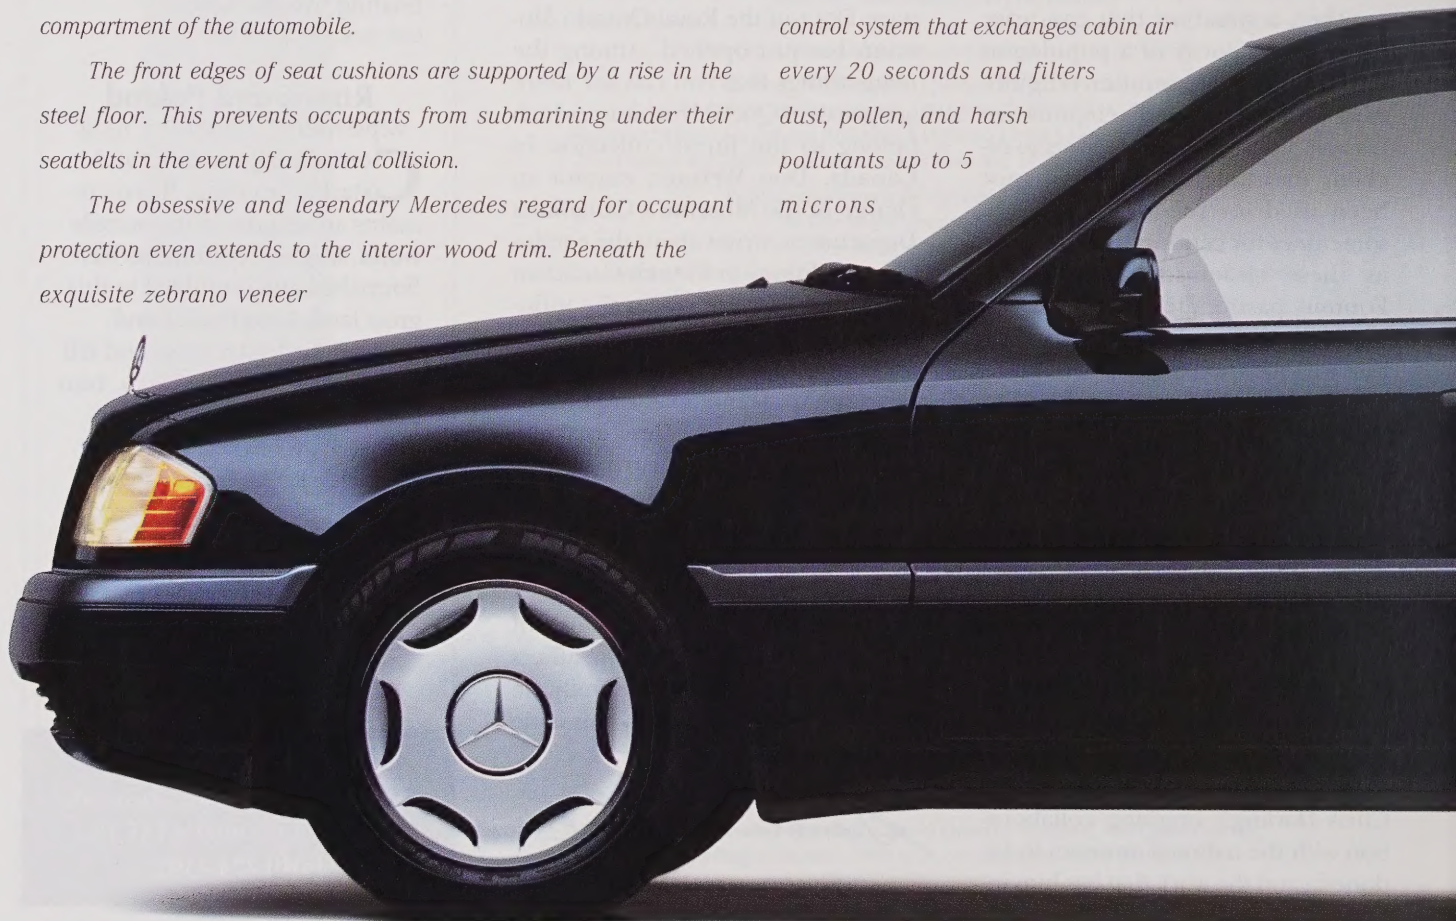 compartment of the automobile.
The front edges of seat cushions are supported by a rise in the
steel floor. This prevents occupants from submarining under their
seatbelts in the event of a frontal collision.
The obsessive and legendary Mercedes regard for occupant
protection even extends to the interior wood trim. Beneath the
exquisite zebrano veneer
control system that exchanges cabin air
every 20 seconds and filters
dust, pollen, and harsh
pollutants up to 5
microns